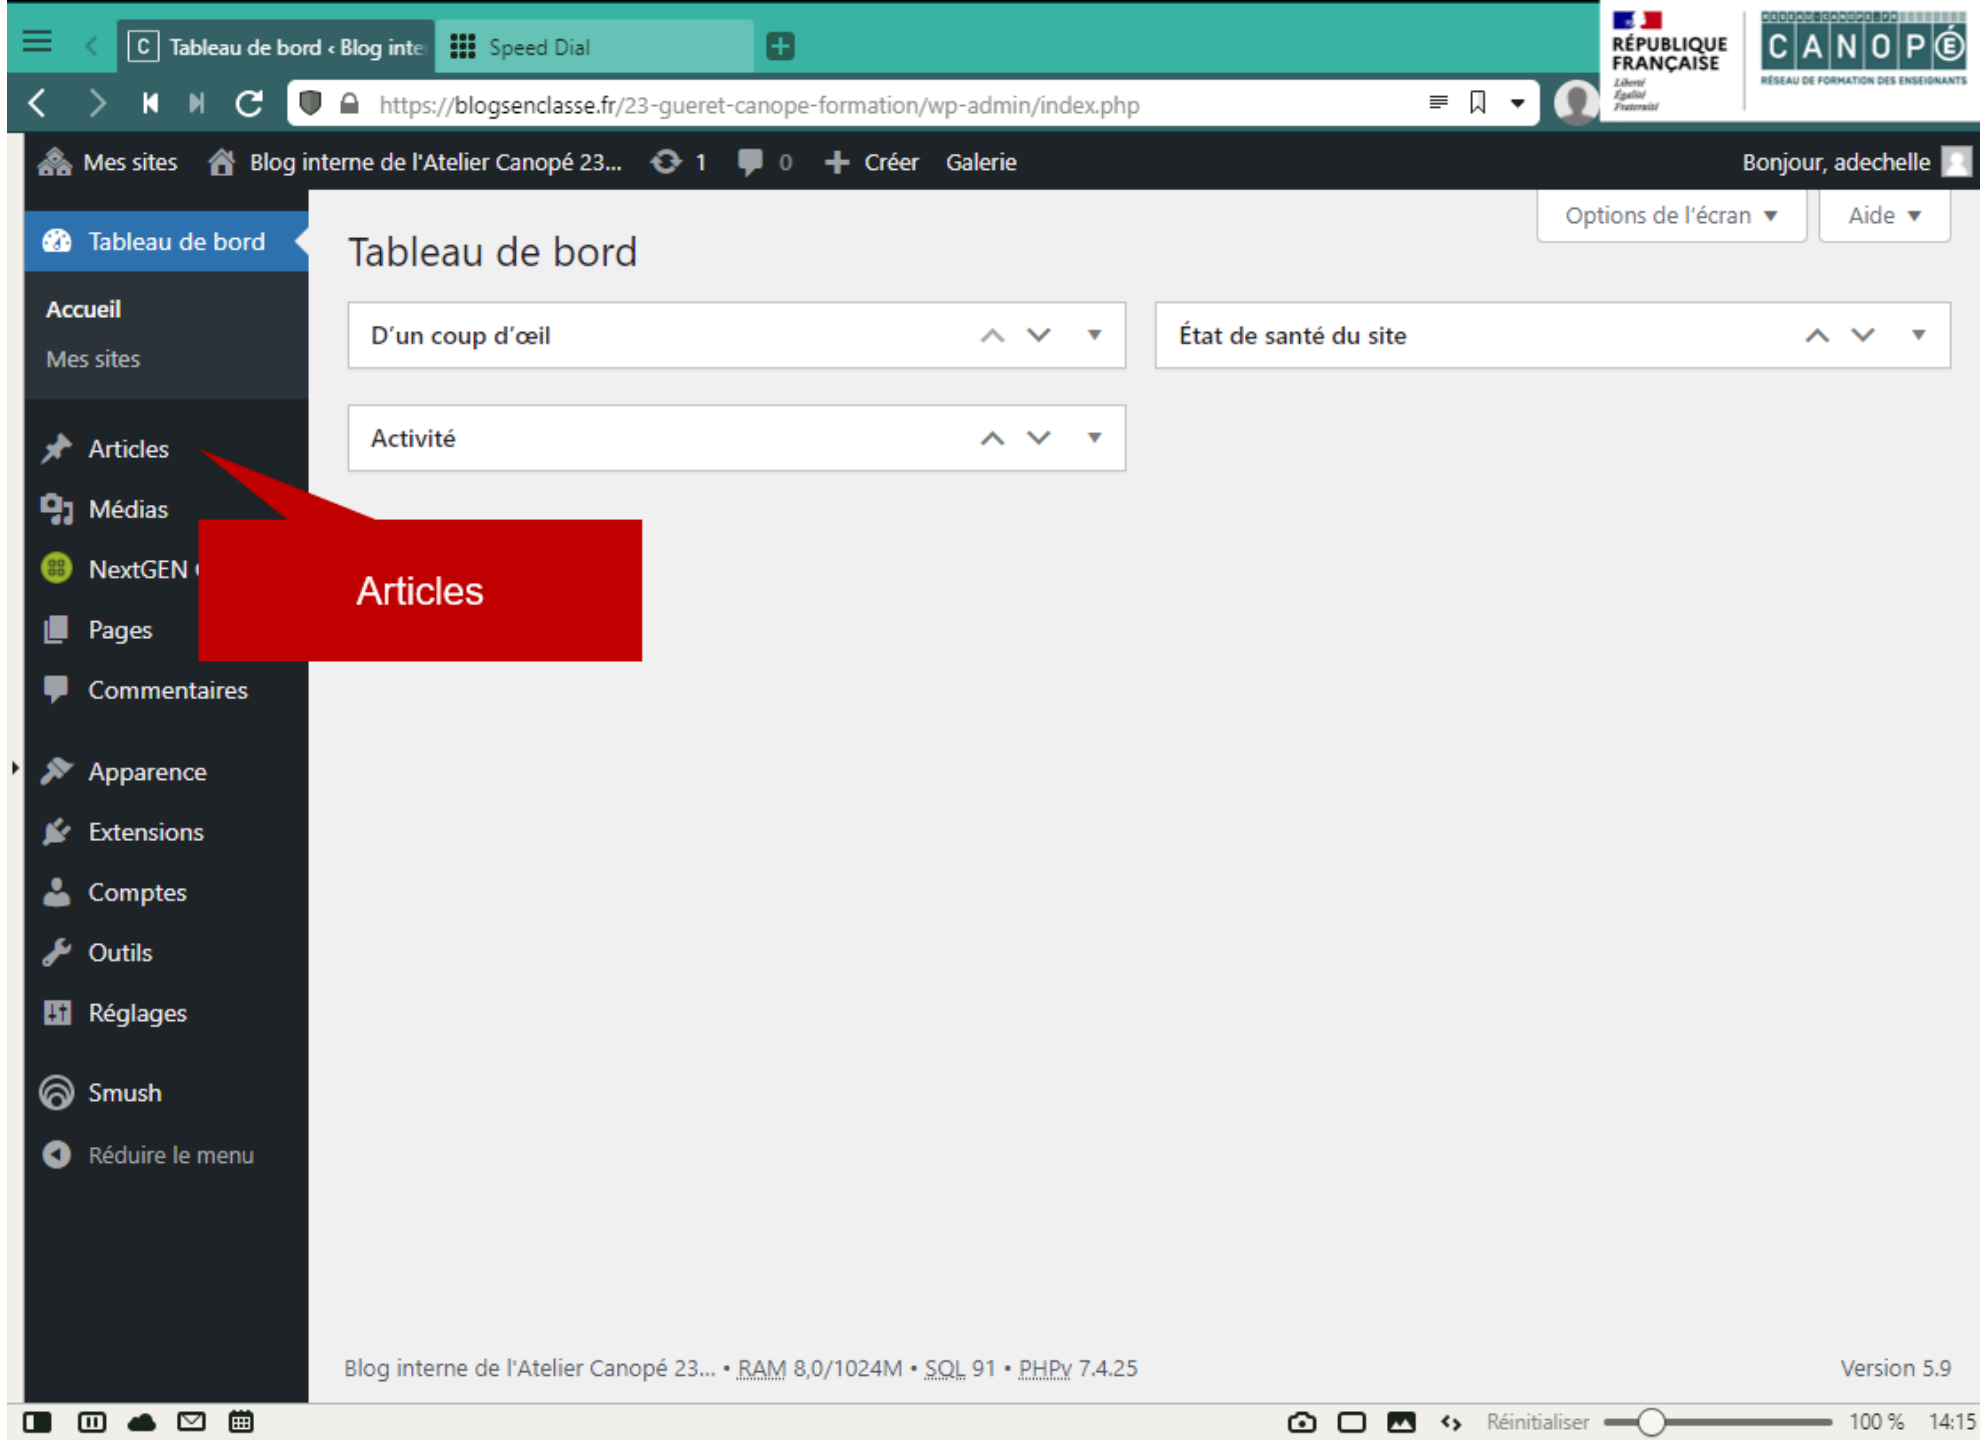 C Tableau de bord ‹ Blog inte
Speed Dial
RÉPUBLIQUE
FRANÇAISE
Liberté
Égalité
Fraternité
CANOPÉ
RÉSEAU DE FORMATION DES ENSEIGNANTS
https://blogsenclasse.fr/23-gueret-canope-formation/wp-admin/index.php
Mes sites
Blog interne de l'Atelier Canopé 23...
1
0
Créer
Galerie
Bonjour, adechelle
Options de l'écran
Aide
Tableau de bord
Accueil
Mes sites
Articles
Médias
NextGEN
Pages
Commentaires
Apparence
Extensions
Comptes
Outils
Réglages
Smush
Réduire le menu
Tableau de bord
D'un coup d'œil
État de santé du site
Activité
Articles
Blog interne de l'Atelier Canopé 23... • RAM 8,0/1024M • SQL 91 • PHPv 7.4.25
Version 5.9
Réinitialiser
100 %
14:15